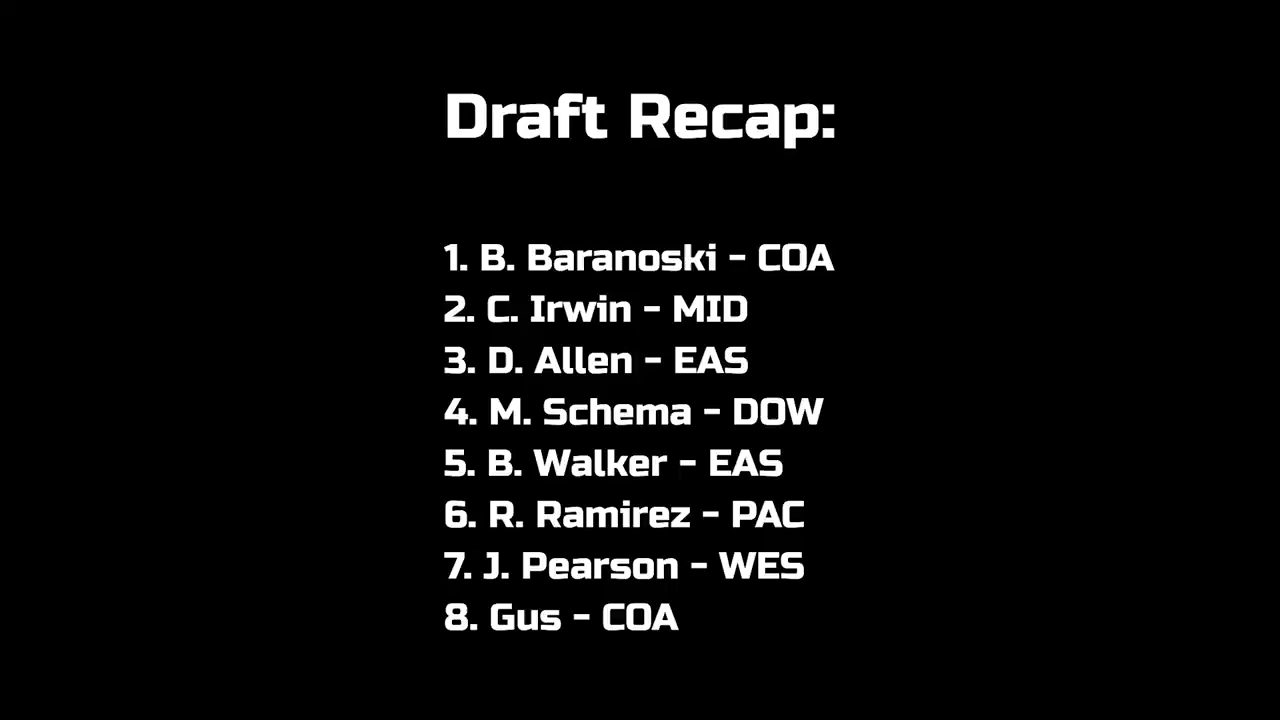 Draft Recap:
1. B. Baranoski - COA
2. C. Irwin - MID
3. D. Allen - EAS
4. M. Schema - DOW
5. B. Walker - EAS
6. R. Ramirez - PAC
7. J. Pearson - WES
8. Gus - COA